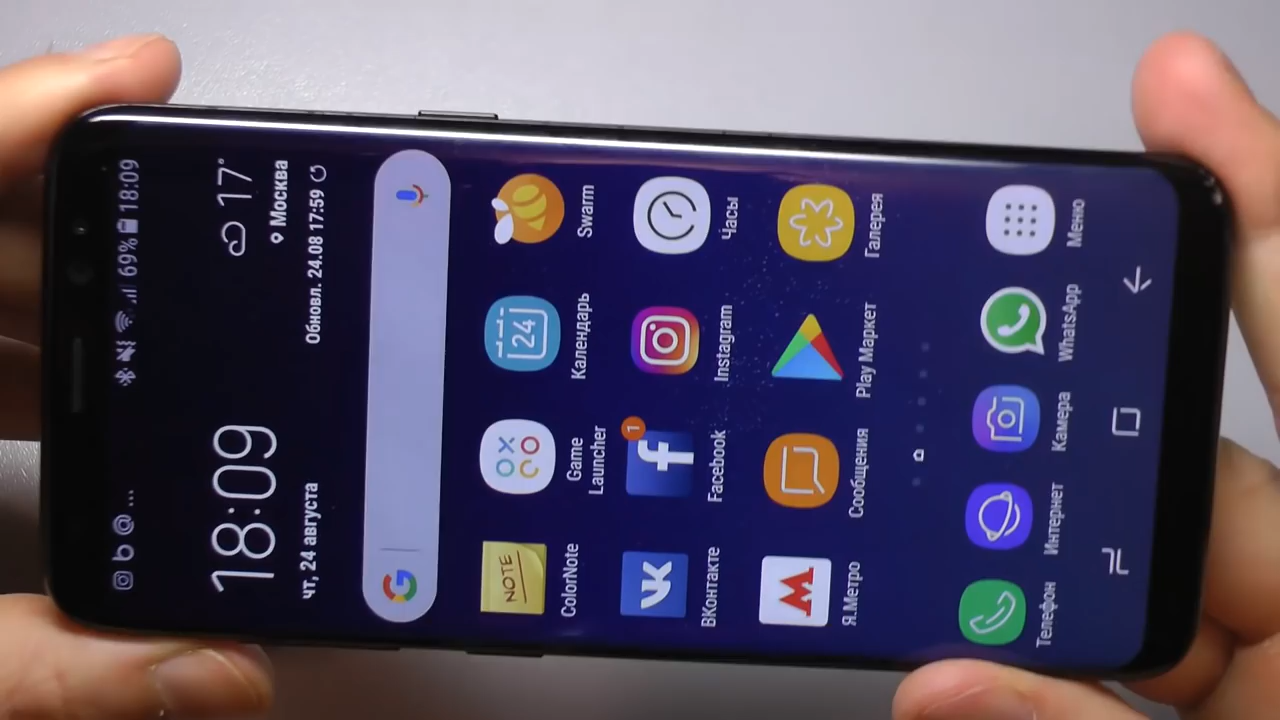 69% 18:09
18:09
17°
Москва
чт, 24 августа
Обновл. 24.08 17:59
G
NOTE
24
ColorNote
Game
Launcher
Календарь
Swarm
1
ВКонтакте
Facebook
Instagram
Часы
Я.Метро
Сообщения
Play Маркет
Галерея
Телефон
Интернет
Камера
WhatsApp
Меню